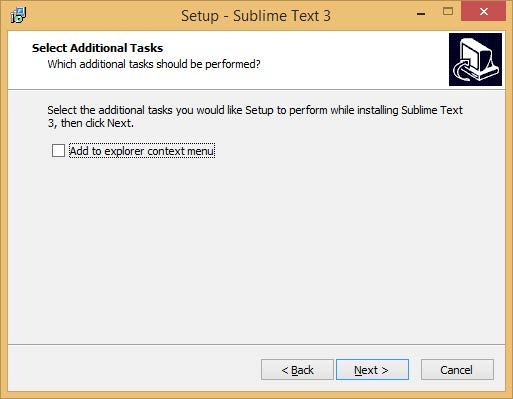 Setup - Sublime Text 3
Select Additional Tasks
Which additional tasks should be performed?
Select the additional tasks you would like Setup to perform while installing Sublime Text
3, then click Next.
Add to explorer context menu
< Back Next > Cancel